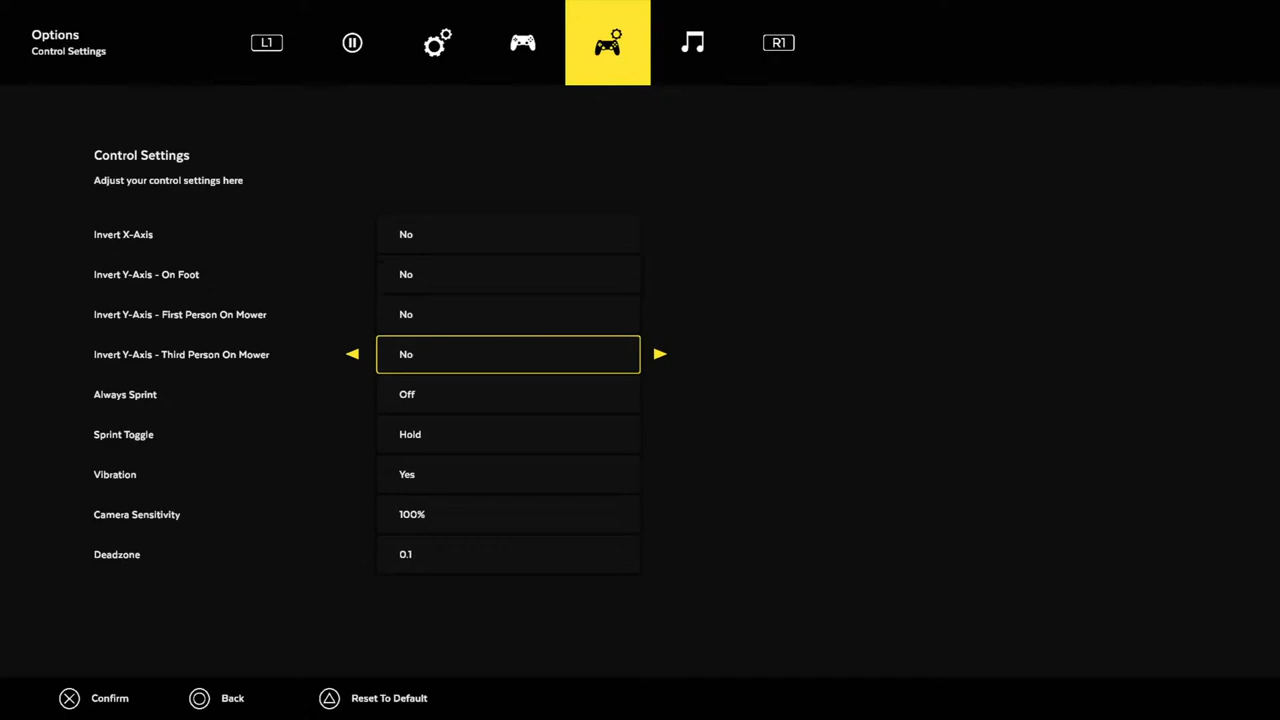 Options
Control Settings
L1
R1
Control Settings
Adjust your control settings here
Invert X-Axis No
Invert Y-Axis - On Foot No
Invert Y-Axis - First Person On Mower No
Invert Y-Axis - Third Person On Mower No
Always Sprint Off
Sprint Toggle Hold
Vibration Yes
Camera Sensitivity 100%
Deadzone 0.1
Confirm Back Reset To Default